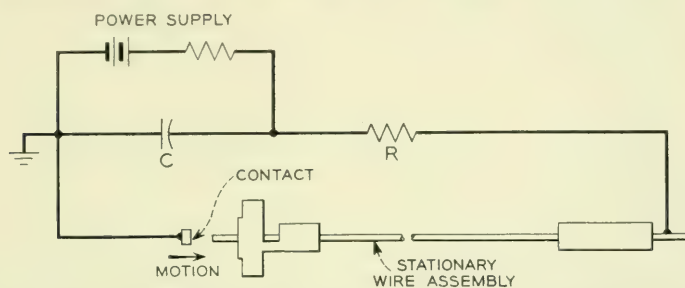 POWER SUPPLY
C
R
CONTACT
MOTION
STATIONARY
WIRE ASSEMBLY